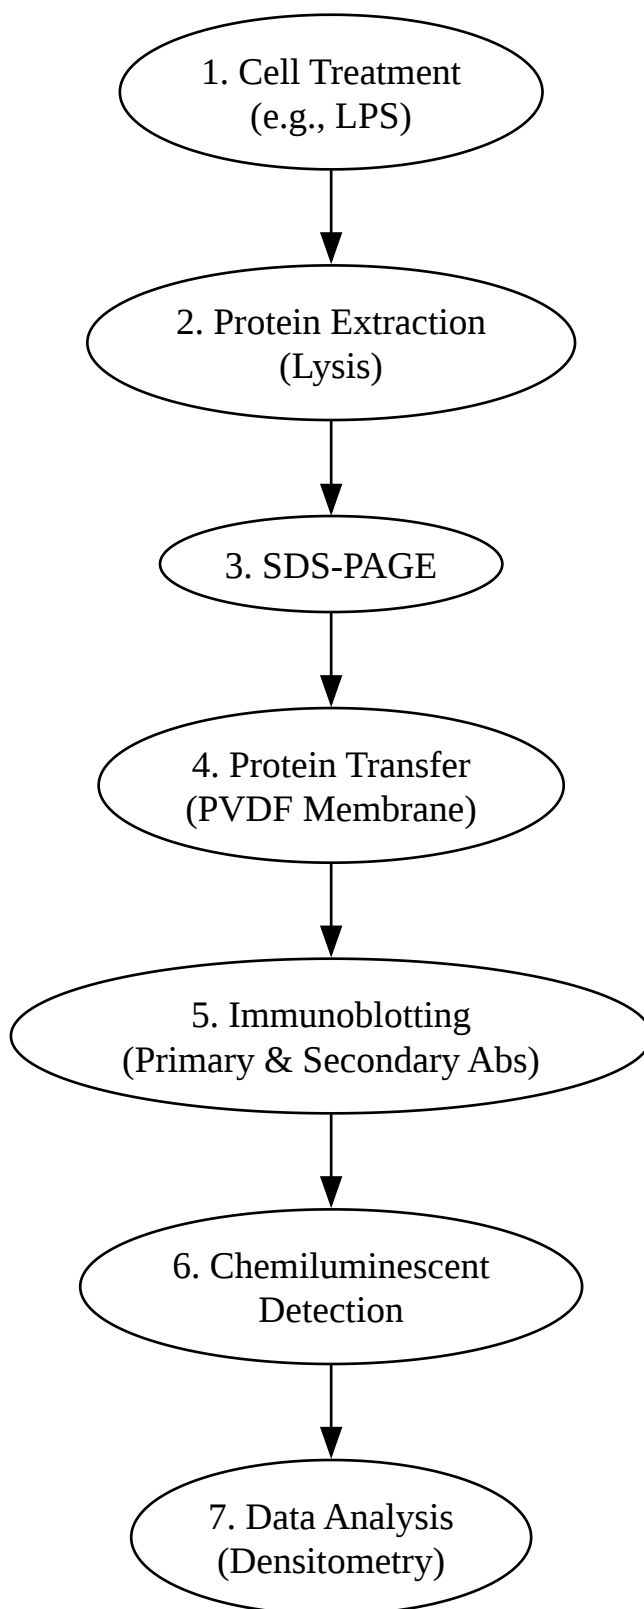 1. Cell Treatment
(e.g., LPS)
2. Protein Extraction
(Lysis)
3. SDS-PAGE
4. Protein Transfer
(PVDF Membrane)
5. Immunoblotting
(Primary & Secondary Abs)
6. Chemiluminescent
Detection
7. Data Analysis
(Densitometry)